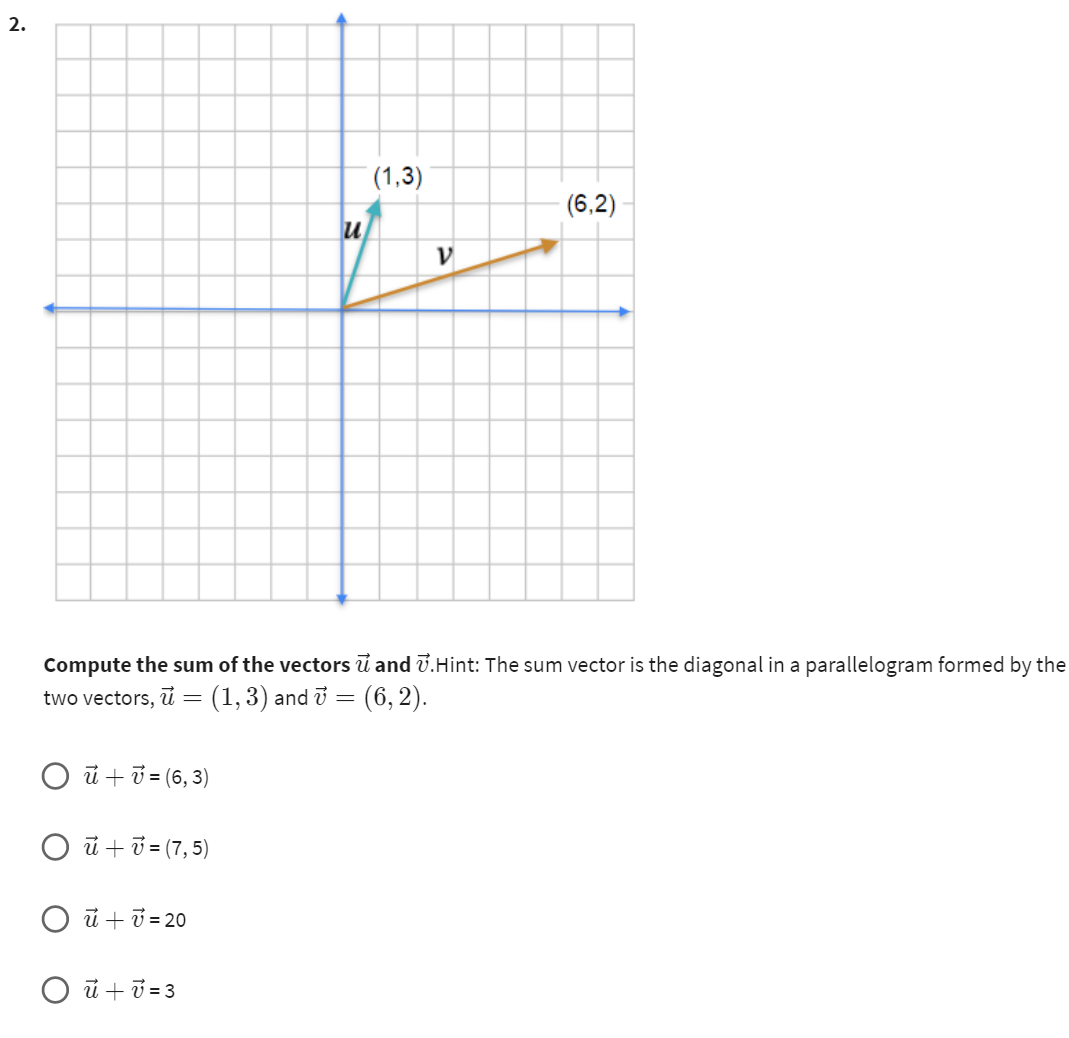 2.
(1,3)
(6,2)
u
v
Compute the sum of the vectors u⃗ and v⃗.Hint: The sum vector is the diagonal in a parallelogram formed by the
two vectors, u⃗ = (1, 3) and v⃗ = (6, 2).
u⃗ + v⃗ = (6, 3)
u⃗ + v⃗ = (7, 5)
u⃗ + v⃗ = 20
u⃗ + v⃗ = 3